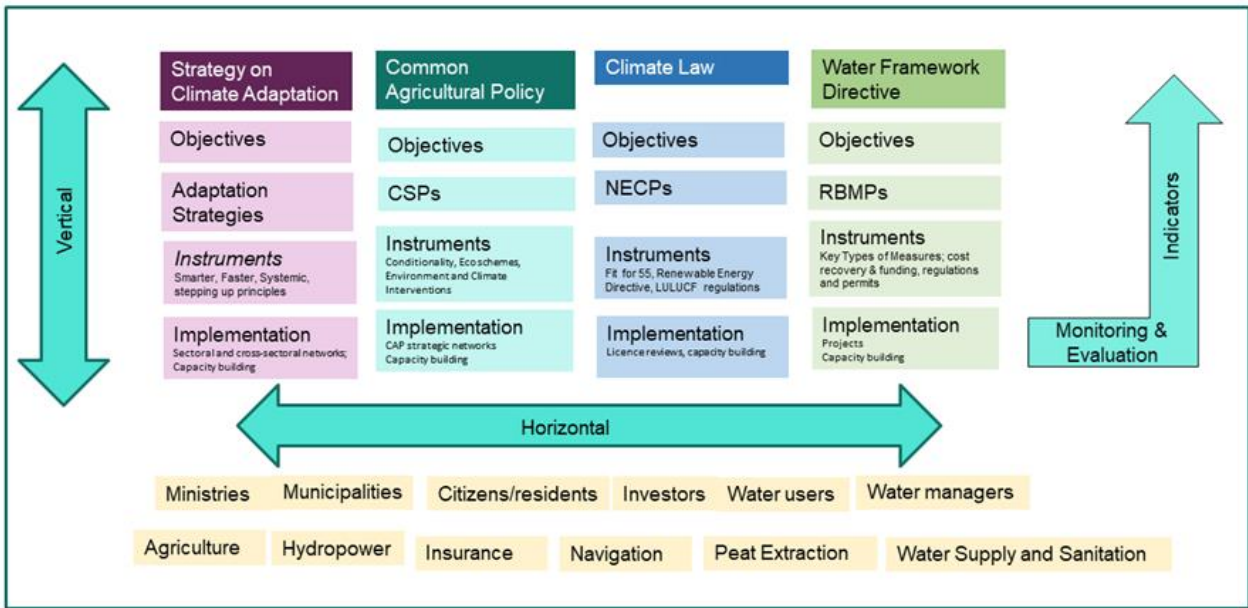 Strategy on
Climate Adaptation
Common
Agricultural Policy
Climate Law
Water Framework
Directive
Objectives
Objectives
Objectives
Objectives
Adaptation
Strategies
CSPs
NECPs
RBMPs
Instruments
Smarter, Faster, Systemic,
stepping up principles
Instruments
Conditionality, Ecoschemes,
Environment and Climate
Interventions
Instruments
Fit for 55, Renewable Energy
Directive, LULUCF regulations
Instruments
Key Types of Measures; cost
recovery & funding, regulations
and permits
Implementation
Sectoral and cross-sectoral networks;
Capacity building
Implementation
CAP strategic networks
Capacity building
Implementation
Licence reviews, capacity building
Implementation
Projects
Capacity building
Vertical
Indicators
Monitoring &
Evaluation
Horizontal
Ministries
Municipalities
Citizens/residents
Investors
Water users
Water managers
Agriculture
Hydropower
Insurance
Navigation
Peat Extraction
Water Supply and Sanitation